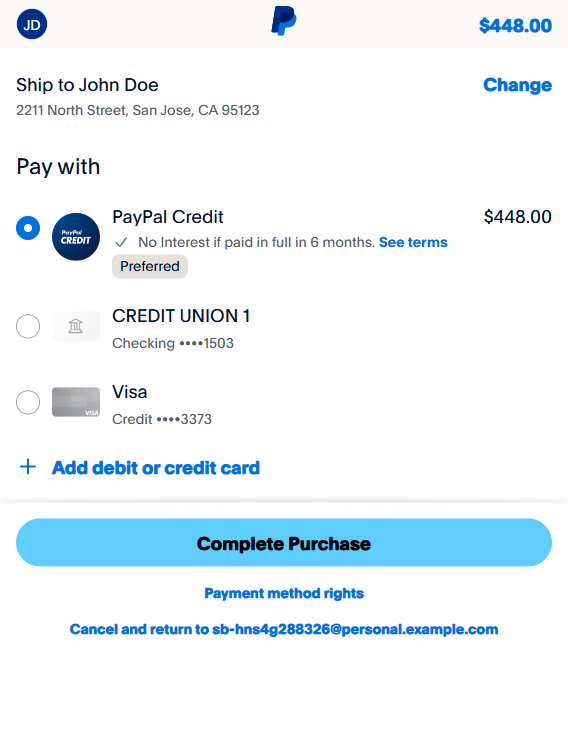 JD
$448.00
Ship to John Doe
Change
2211 North Street, San Jose, CA 95123
Pay with
PayPal Credit
$448.00
PayPal
CREDIT
No Interest if paid in full in 6 months. See terms
Preferred
CREDIT UNION 1
Checking ••••1503
Visa
VISA
Credit ••••3373
+ Add debit or credit card
Complete Purchase
Payment method rights
Cancel and return to sb-hns4g288326@personal.example.com